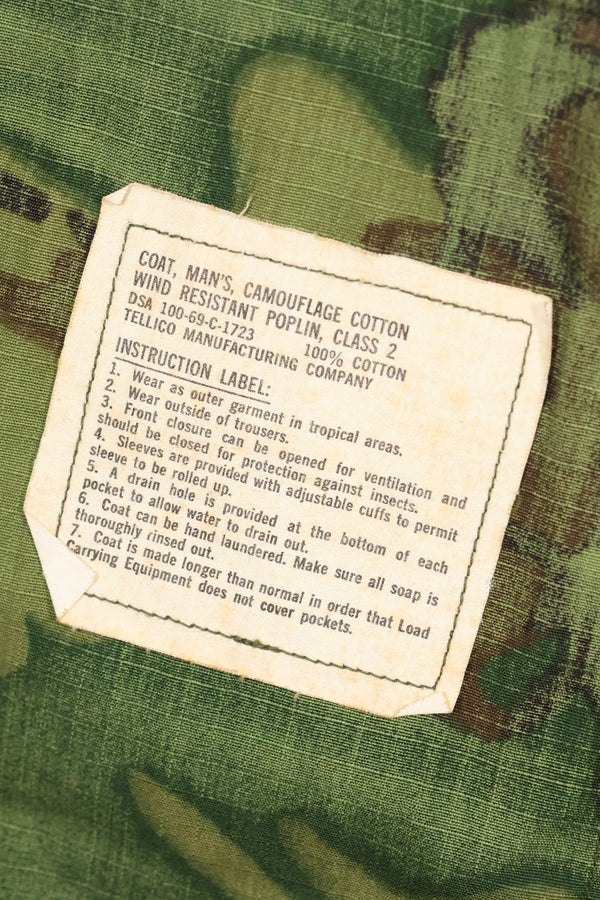 COAT, MAN'S, CAMOUFLAGE COTTON
WIND RESISTANT POPLIN, CLASS 2
DSA 100-69-C-1723 100% COTTON
TELLICO MANUFACTURING COMPANY
INSTRUCTION LABEL:
1. Wear as outer garment in tropical areas.
2. Wear outside of trousers.
3. Front closure can be opened for ventilation and
should be closed for protection against insects.
4. Sleeves are provided with adjustable cuffs to permit
sleeve to be rolled up.
5. A drain hole is provided at the bottom of each
pocket to allow water to drain out.
6. Coat can be hand laundered. Make sure all soap is
thoroughly rinsed out.
7. Coat is made longer than normal in order that Load
Carrying Equipment does not cover pockets.